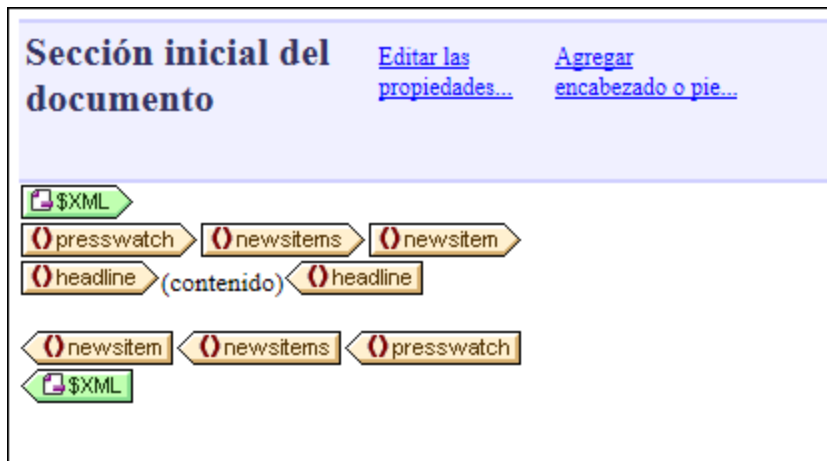 Sección inicial del Editar las Agregar
documento propiedades... encabezado o pie...
$XML
()presswatch ()newsitems ()newsitem
()headline (contenido) ()headline
()newsitem ()newsitems ()presswatch
$XML